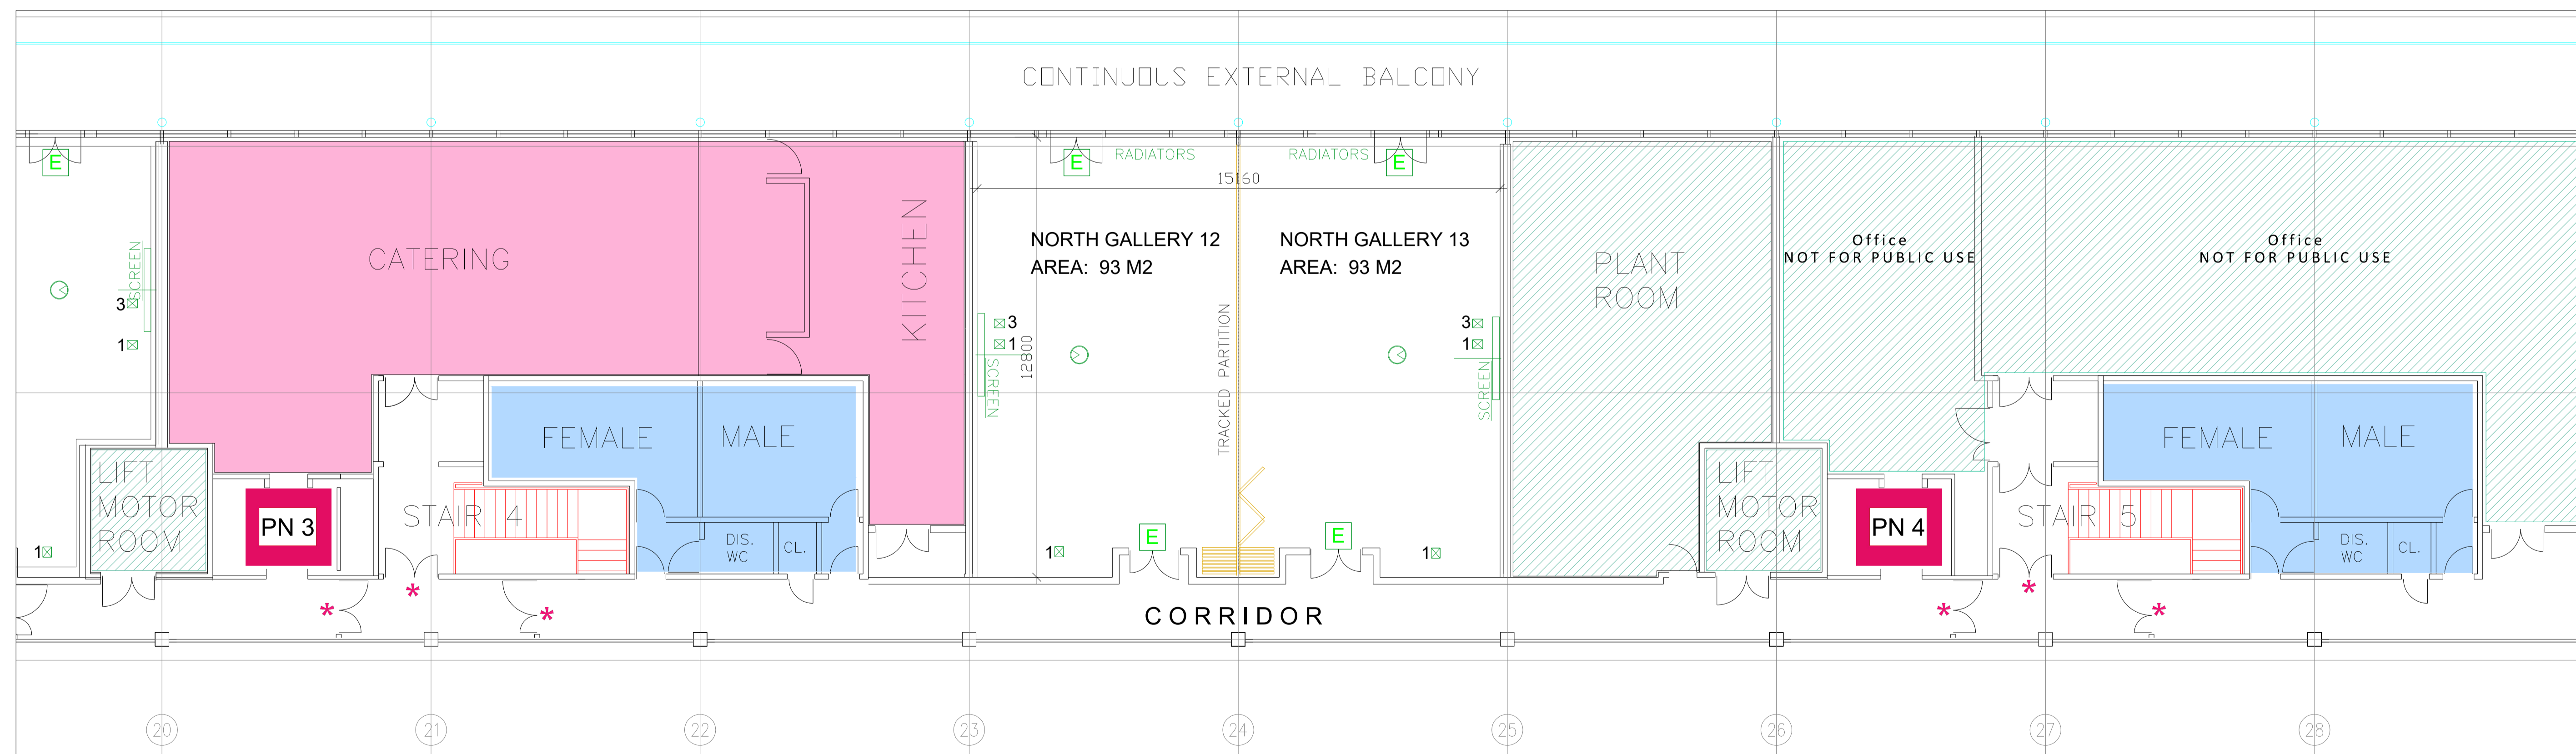 CONTINUOUS EXTERNAL BALCONY
E
E
RADIATORS
RADIATORS
E
15160
SCREEN
3
1
CATERING
KITCHEN
NORTH GALLERY 12
AREA: 93 M2
NORTH GALLERY 13
AREA: 93 M2
3
1
SCREEN
12800
TRACKED PARTITION
3
1
SCREEN
PLANT
ROOM
Office
NOT FOR PUBLIC USE
Office
NOT FOR PUBLIC USE
LIFT
MOTOR
ROOM
1
PN 3
STAIR 4
FEMALE
MALE
DIS.
WC
CL.
1
E
E
1
LIFT
MOTOR
ROOM
PN 4
STAIR 5
FEMALE
MALE
DIS.
WC
CL.
*
*
*
CORRIDOR
*
*
*
20
21
22
23
24
25
26
27
28